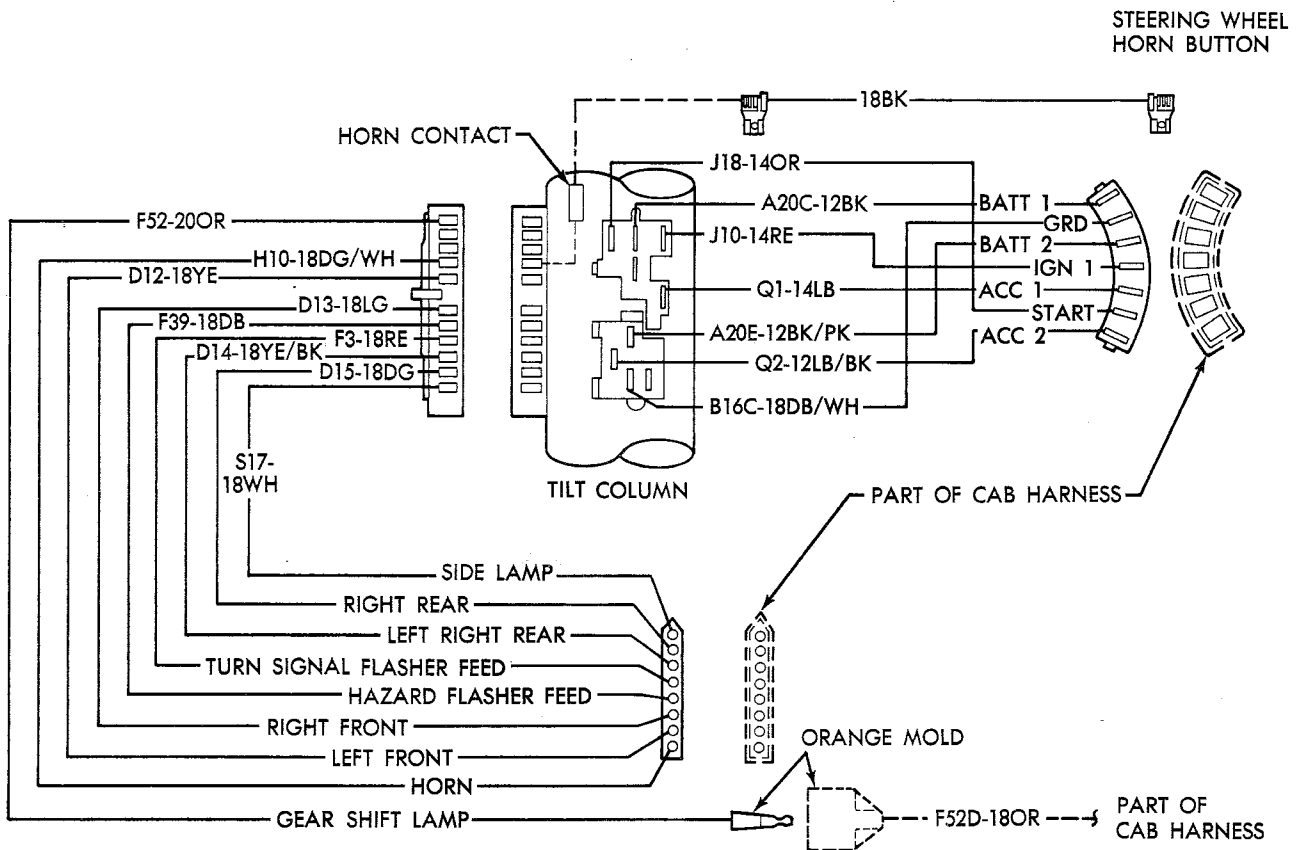 STEERING WHEEL
HORN BUTTON
18BK
HORN CONTACT
J18-14OR
A20C-12BK
BATT 1
F52-20OR
GRD
J10-14RE
BATT 2
H10-18DG/WH
IGN 1
D12-18YE
Q1-14LB
ACC 1
D13-18LG
START
F39-18DB
A20E-12BK/PK
ACC 2
F3-18RE
D14-18YE/BK
Q2-12LB/BK
D15-18DG
B16C-18DB/WH
S17-
18WH
TILT COLUMN
PART OF CAB HARNESS
SIDE LAMP
RIGHT REAR
LEFT RIGHT REAR
TURN SIGNAL FLASHER FEED
HAZARD FLASHER FEED
RIGHT FRONT
ORANGE MOLD
LEFT FRONT
HORN
GEAR SHIFT LAMP
F52D-18OR
PART OF
CAB HARNESS